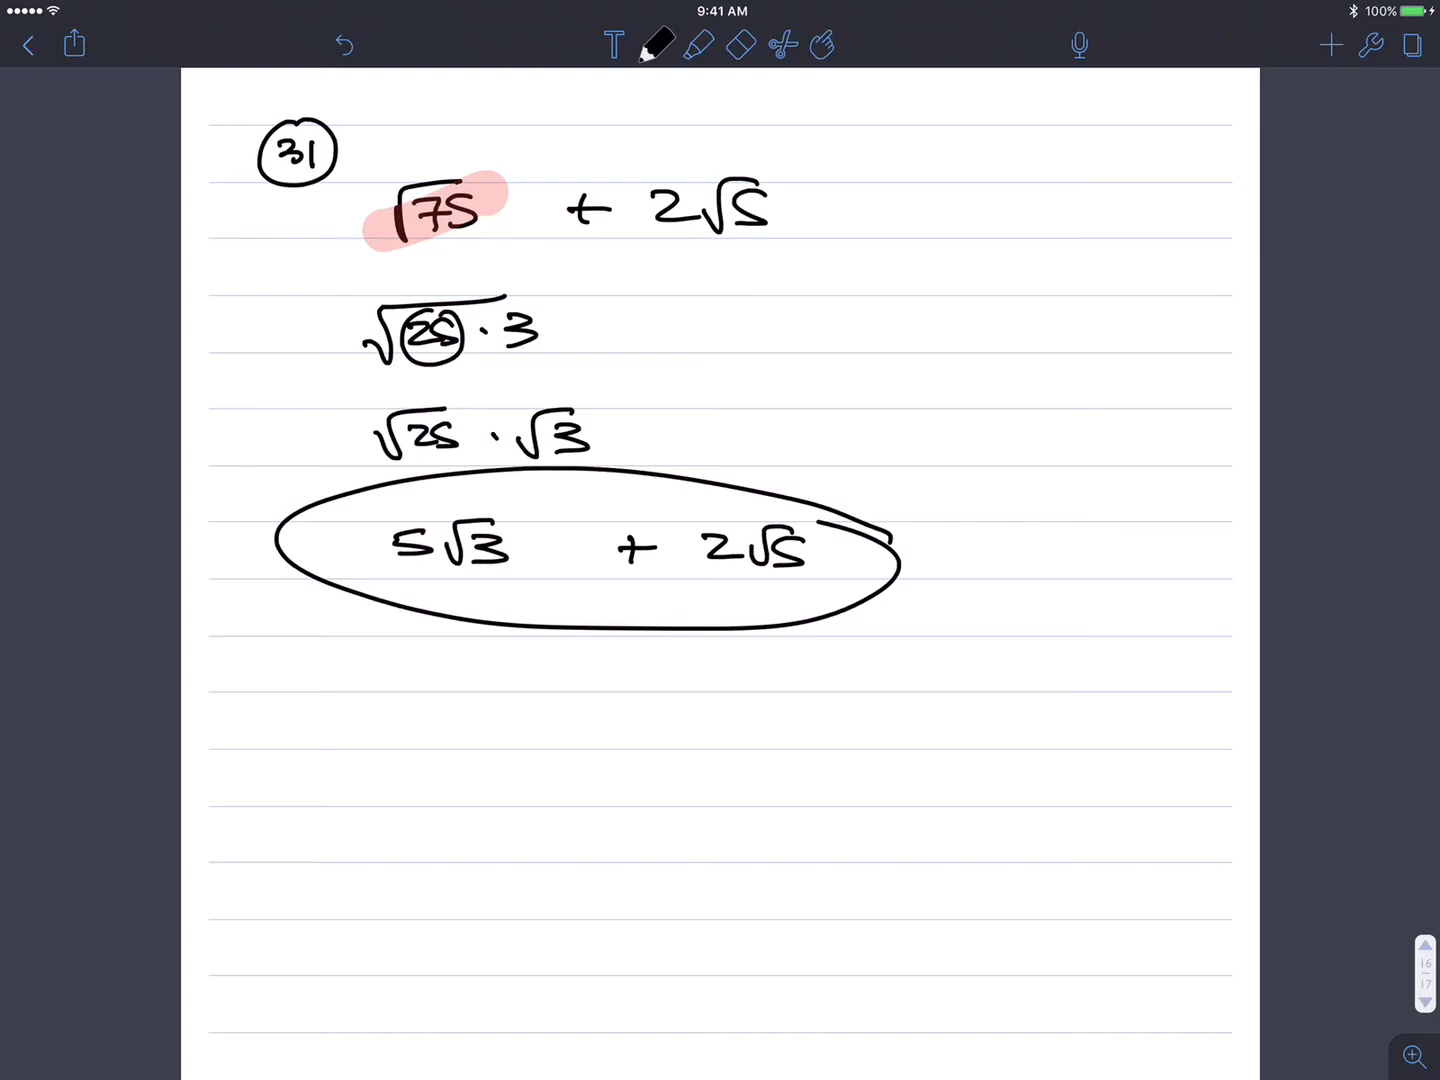 9:41 AM
100%
T
31
√75 + 2√5
√25 · 3
√25 · √3
5√3 + 2√5
16
17